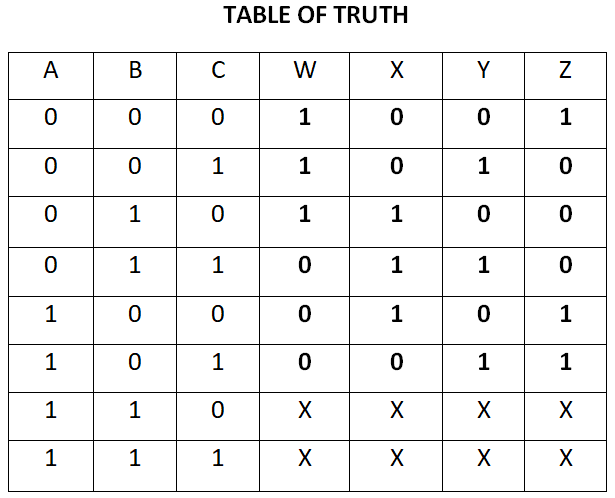 TABLE OF TRUTH
A B C W X Y Z
0 0 0 1 0 0 1
0 0 1 1 0 1 0
0 1 0 1 1 0 0
0 1 1 0 1 1 0
1 0 0 0 1 0 1
1 0 1 0 0 1 1
1 1 0 X X X X
1 1 1 X X X X